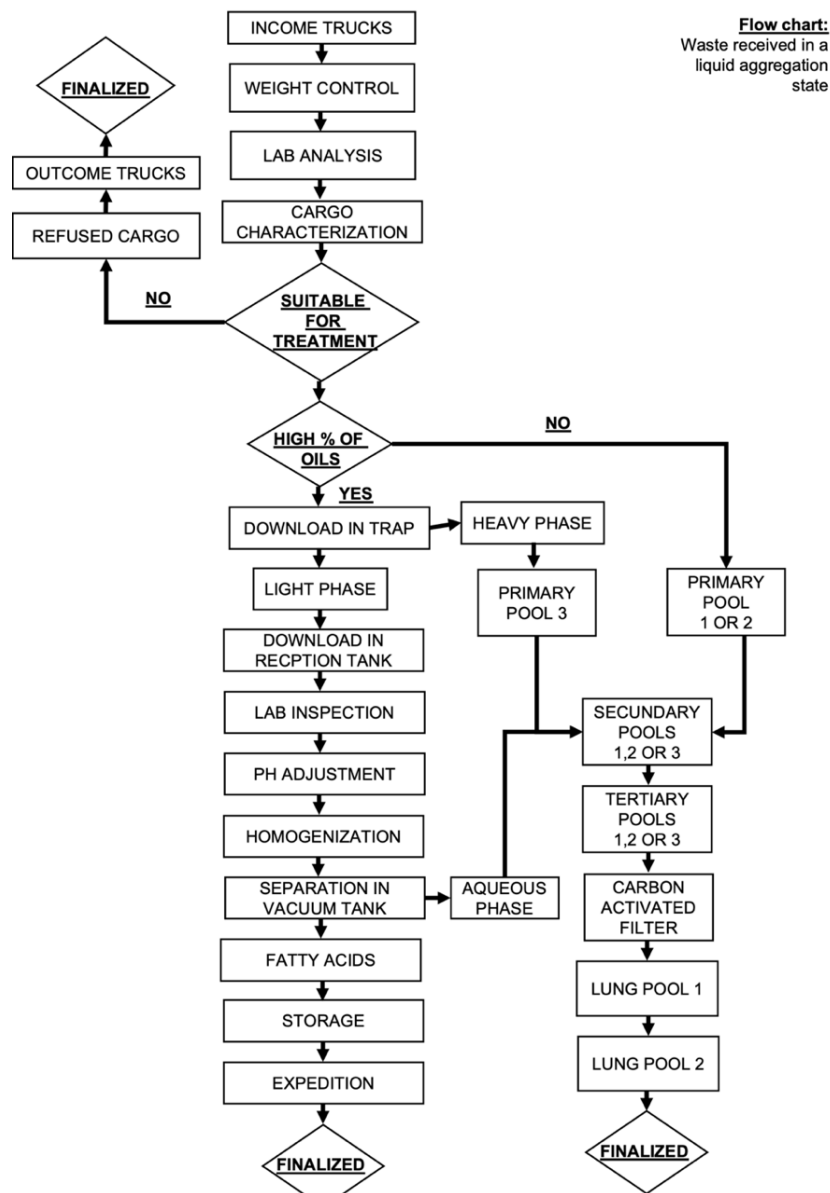 INCOME TRUCKS
Flow chart:
Waste received in a
liquid aggregation
state
WEIGHT CONTROL
FINALIZED
LAB ANALYSIS
OUTCOME TRUCKS
CARGO
CHARACTERIZATION
REFUSED CARGO
NO
SUITABLE
FOR
TREATMENT
HIGH % OF
OILS
NO
YES
DOWNLOAD IN TRAP
HEAVY PHASE
LIGHT PHASE
PRIMARY
POOL 3
PRIMARY
POOL
1 OR 2
DOWNLOAD IN
RECPTION TANK
LAB INSPECTION
SECUNDARY
POOLS
1,2 OR 3
PH ADJUSTMENT
TERTIARY
POOLS
1,2 OR 3
HOMOGENIZATION
SEPARATION IN
VACUUM TANK
AQUEOUS
PHASE
CARBON
ACTIVATED
FILTER
FATTY ACIDS
LUNG POOL 1
STORAGE
LUNG POOL 2
EXPEDITION
FINALIZED
FINALIZED